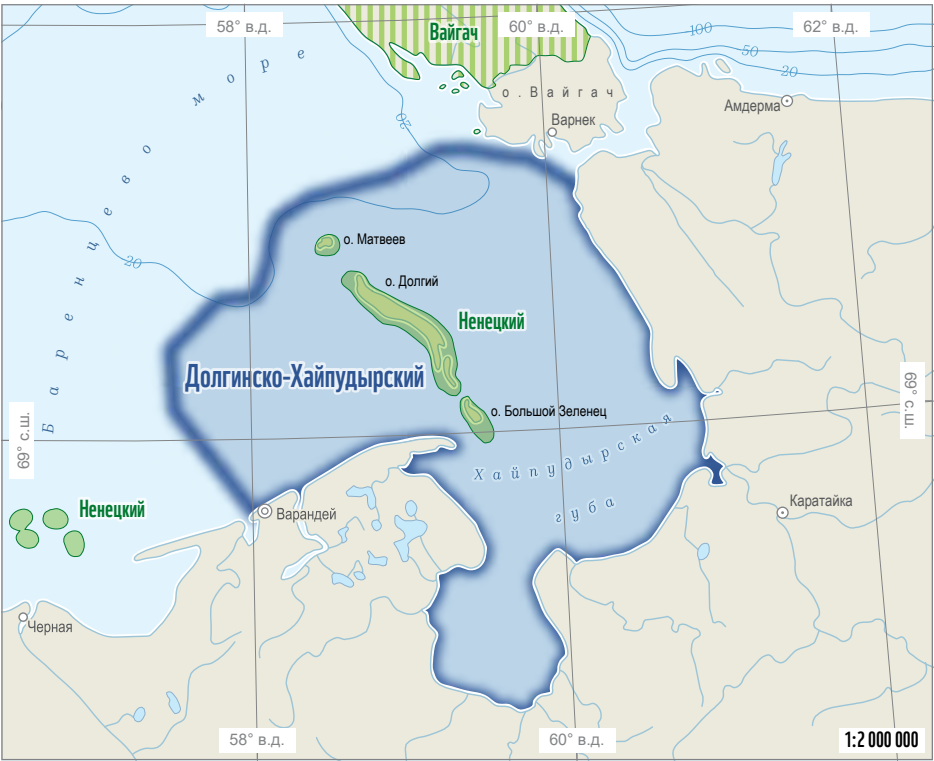 58° в.д.
Вайгач
60° в.д.
62° в.д.
100
50
20
о. Вайгач
Амдерма
Варнек
20
Баренцево море
20
о. Матвеев
о. Долгий
Ненецкий
Долгинско-Хайпудырский
о. Большой Зеленец
69° с.ш.
69° с.ш.
Хайпудырская
губа
Ненецкий
Варандей
Каратайка
Черная
58° в.д.
60° в.д.
1:2 000 000